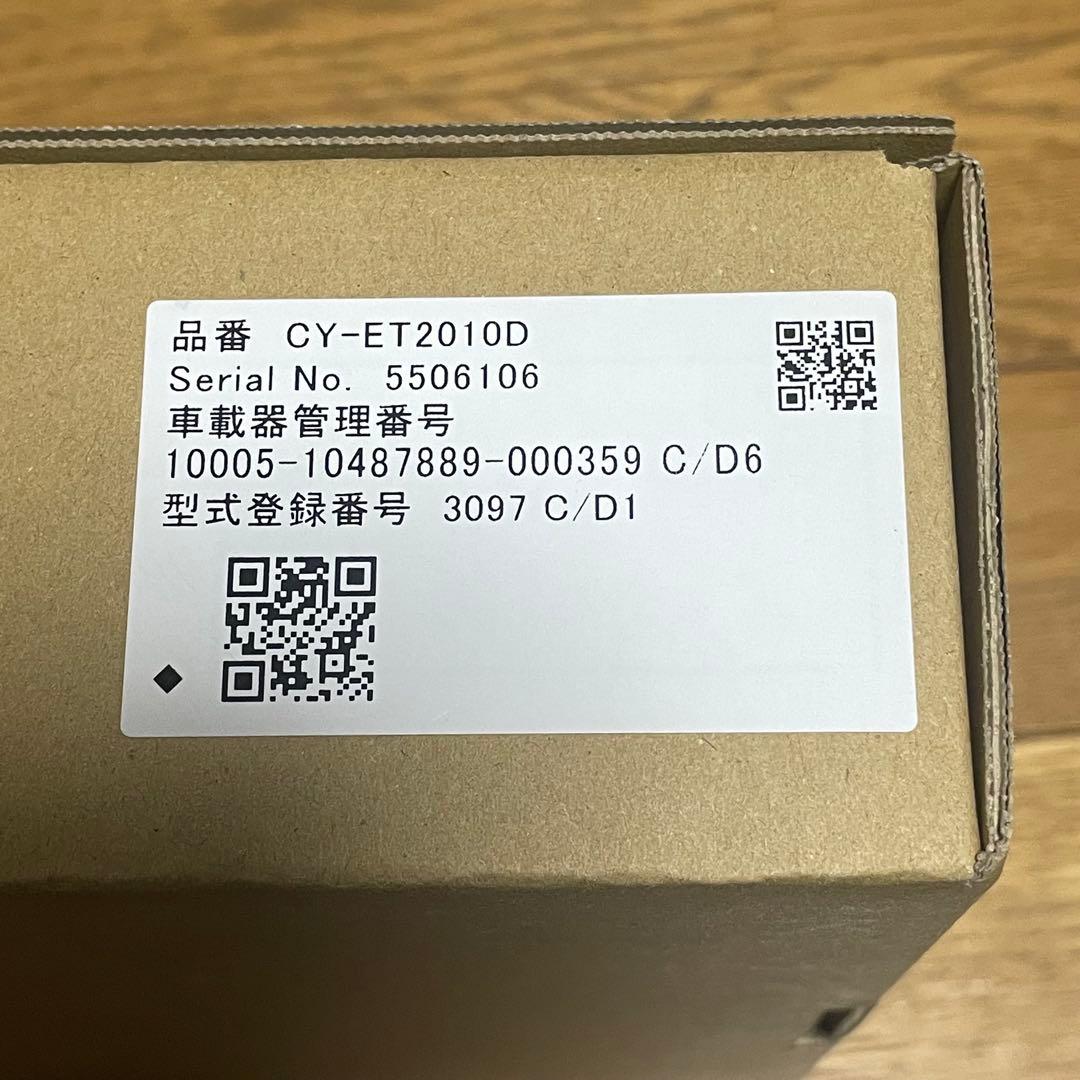 品番 CY-ET2010D
Serial No. 5506106
車載器管理番号
10005-10487889-000359 C/D6
型式登録番号 3097 C/D1